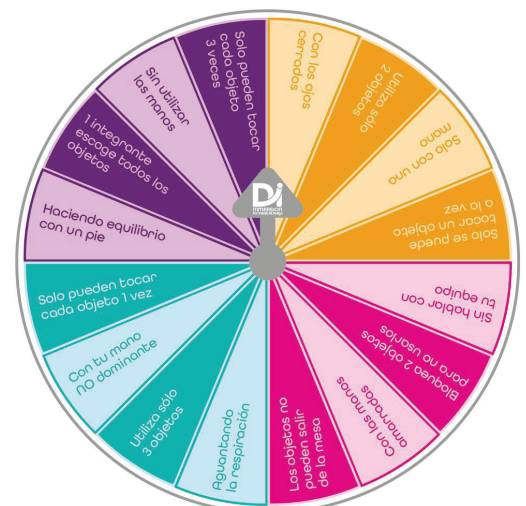 Con los ojos
cerrados
Utiliza sólo
2 objetos
Solo con una
mano
Solo se puede
tocar un objeto
a la vez
Sin hablar con
tu equipo
Bloquea 2 objetos
para no usarlos
Con las manos
amarradas
Los objetos no
pueden salir
de la mesa
Aguantando
la respiración
Utiliza sólo
3 objetos
Con tu mano
NO dominante
Solo pueden tocar
cada objeto 1 vez
Haciendo equilibrio
con un pie
1 integrante
escoge todos los
objetos
Sin utilizar
las manos
Solo pueden tocar
cada objeto
3 veces
Di